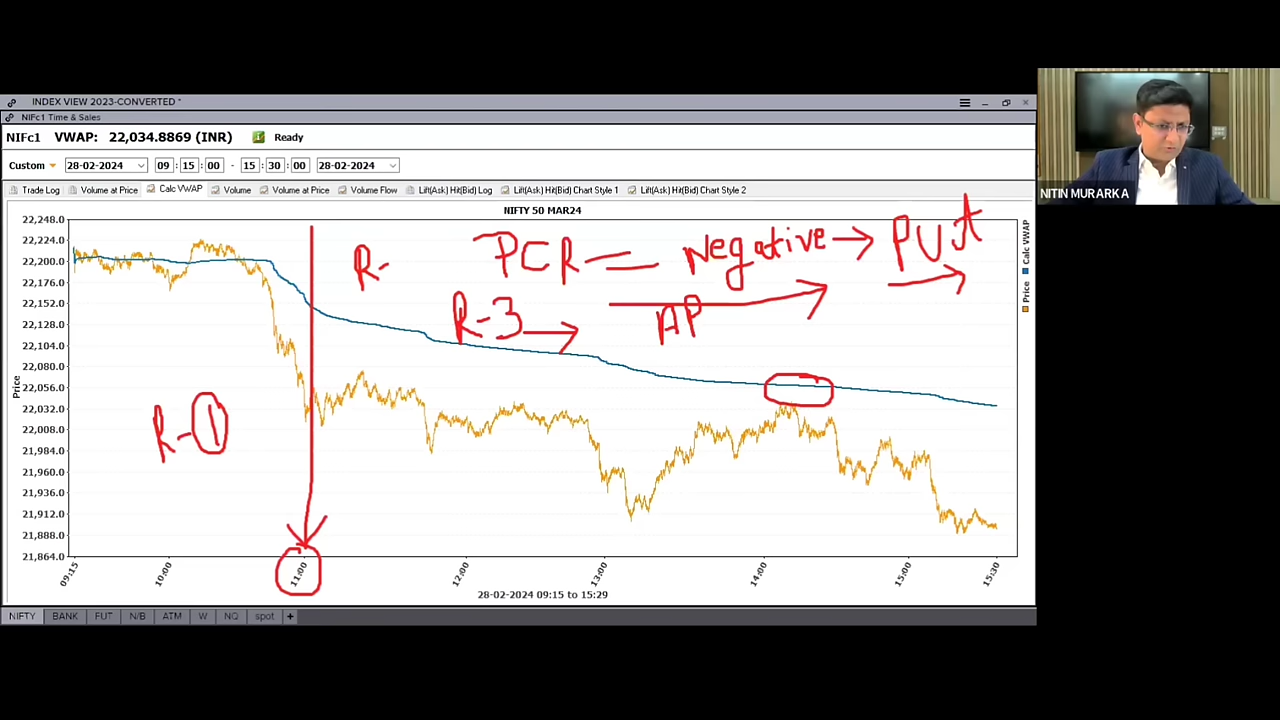 INDEX VIEW 2023-CONVERTED *
NIFc1 Time & Sales
NIFc1 VWAP: 22,034.8869 (INR) Ready
Custom 28-02-2024 09 : 15 : 00 - 15 : 30 : 00 28-02-2024
Trade Log Volume at Price Calc VWAP Volume Volume at Price Volume Flow Lift(Ask) Hit(Bid) Log Lift(Ask) Hit(Bid) Chart Style 1 Lift(Ask) Hit(Bid) Chart Style 2
NITIN MURARKA
NIFTY 50 MAR24
22,248.0
22,224.0
22,200.0
22,176.0
22,152.0
22,128.0
22,104.0
22,080.0
22,056.0
22,032.0
22,008.0
21,984.0
21,960.0
21,936.0
21,912.0
21,888.0
21,864.0
Price
Calc VWAP
Price
R-
PCR = Negative → PUt
R-3 → AP
R-1
09:15 10:00 11:00 12:00 13:00 14:00 15:00 15:30
28-02-2024 09:15 to 15:29
NIFTY BANK FUT N/B ATM W NQ spot +